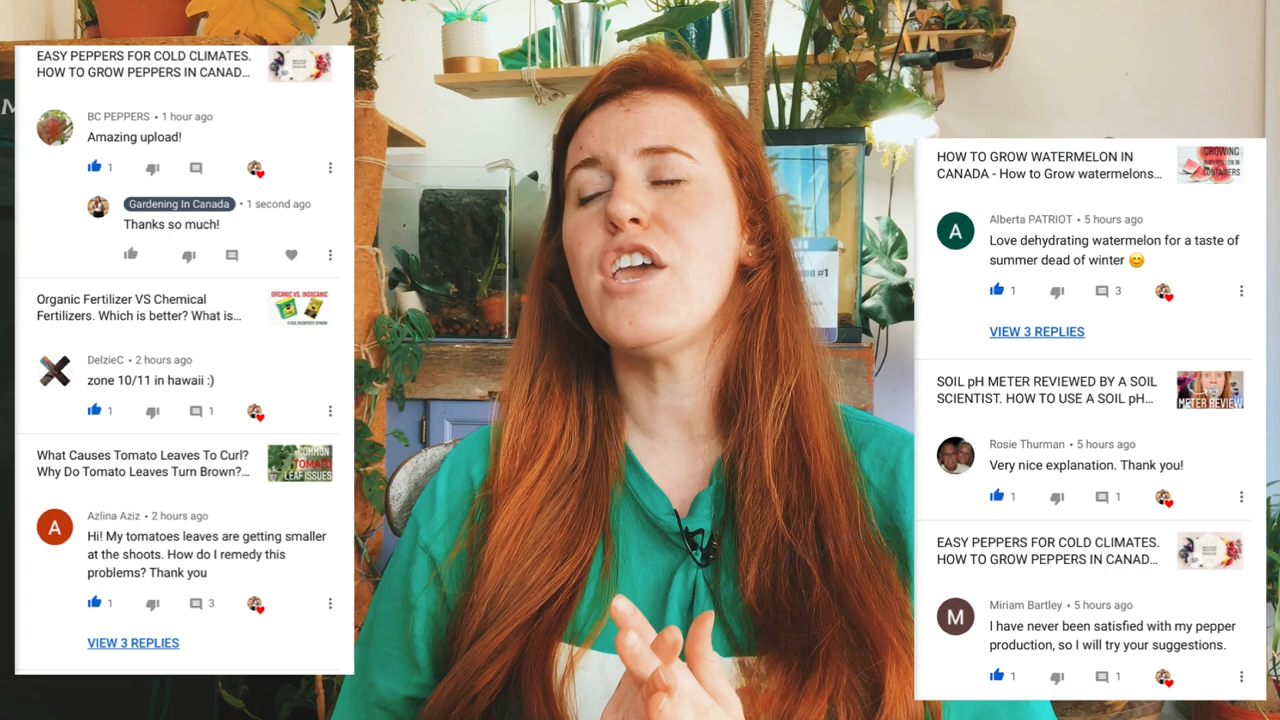 EASY PEPPERS FOR COLD CLIMATES.
HOW TO GROW PEPPERS IN CANAD...
BC PEPPERS • 1 hour ago
Amazing upload!
1
Gardening In Canada • 1 second ago
Thanks so much!
Organic Fertilizer VS Chemical
Fertilizers. Which is better? What is...
ORGANIC VS. INORGANIC
DelzieC • 2 hours ago
zone 10/11 in hawaii :)
1 1
What Causes Tomato Leaves To Curl?
Why Do Tomato Leaves Turn Brown?...
COMMON
TOMATO
LEAF ISSUES
A
Azlina Aziz • 2 hours ago
Hi! My tomatoes leaves are getting smaller
at the shoots. How do I remedy this
problems? Thank you
1 3
VIEW 3 REPLIES
on #1
HOW TO GROW WATERMELON IN
CANADA - How to Grow watermelons...
GROWING
WATERMELON IN
CONTAINERS
A
Alberta PATRIOT • 5 hours ago
Love dehydrating watermelon for a taste of
summer dead of winter 😊
1 3
VIEW 3 REPLIES
SOIL pH METER REVIEWED BY A SOIL
SCIENTIST. HOW TO USE A SOIL pH...
METER REVIEW
Rosie Thurman • 5 hours ago
Very nice explanation. Thank you!
1 1
EASY PEPPERS FOR COLD CLIMATES.
HOW TO GROW PEPPERS IN CANAD...
M
Miriam Bartley • 5 hours ago
I have never been satisfied with my pepper
production, so I will try your suggestions.
1 1